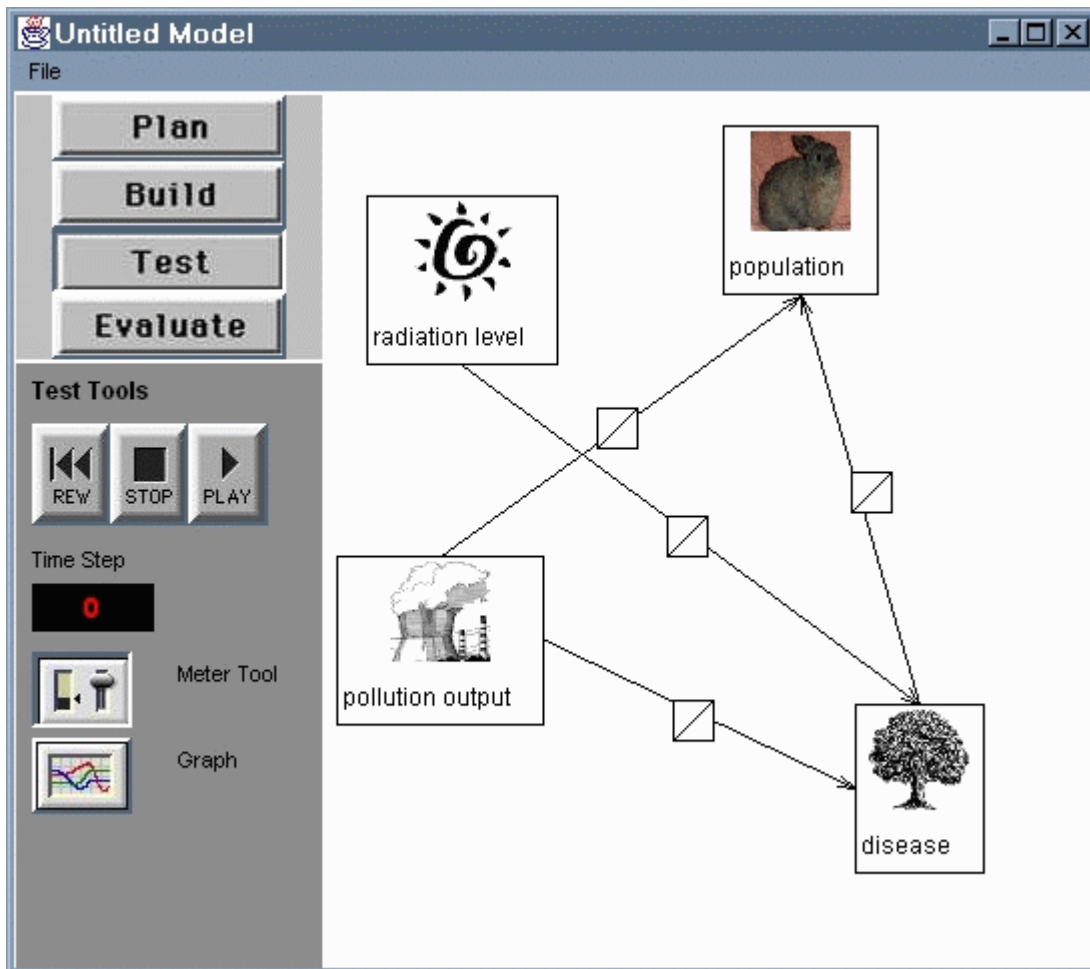 Untitled Model
File
Plan
Build
Test
Evaluate
Test Tools
REW STOP PLAY
Time Step
0
Meter Tool
Graph
population
radiation level
pollution output
disease